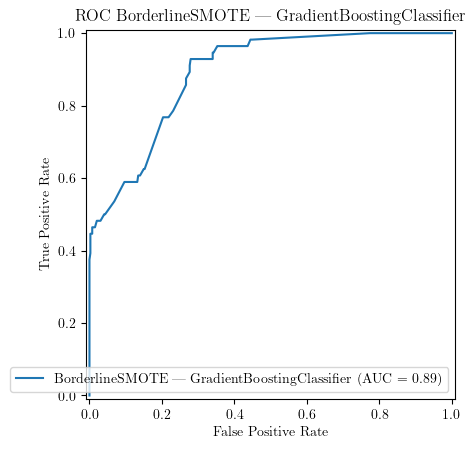 ROC BorderlineSMOTE — GradientBoostingClassifier
1.0
0.8
0.6
0.4
0.2
0.0
True Positive Rate
BorderlineSMOTE — GradientBoostingClassifier (AUC = 0.89)
0.0 0.2 0.4 0.6 0.8 1.0
False Positive Rate